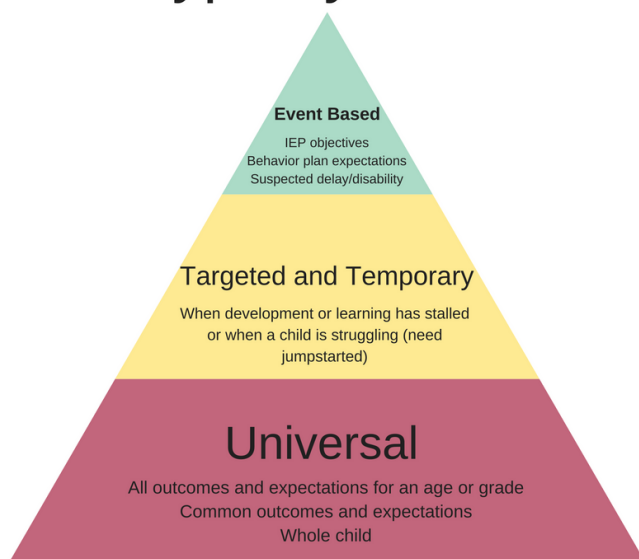 Event Based
IEP objectives
Behavior plan expectations
Suspected delay/disability
Targeted and Temporary
When development or learning has stalled
or when a child is struggling (need
jumpstarted)
Universal
All outcomes and expectations for an age or grade
Common outcomes and expectations
Whole child